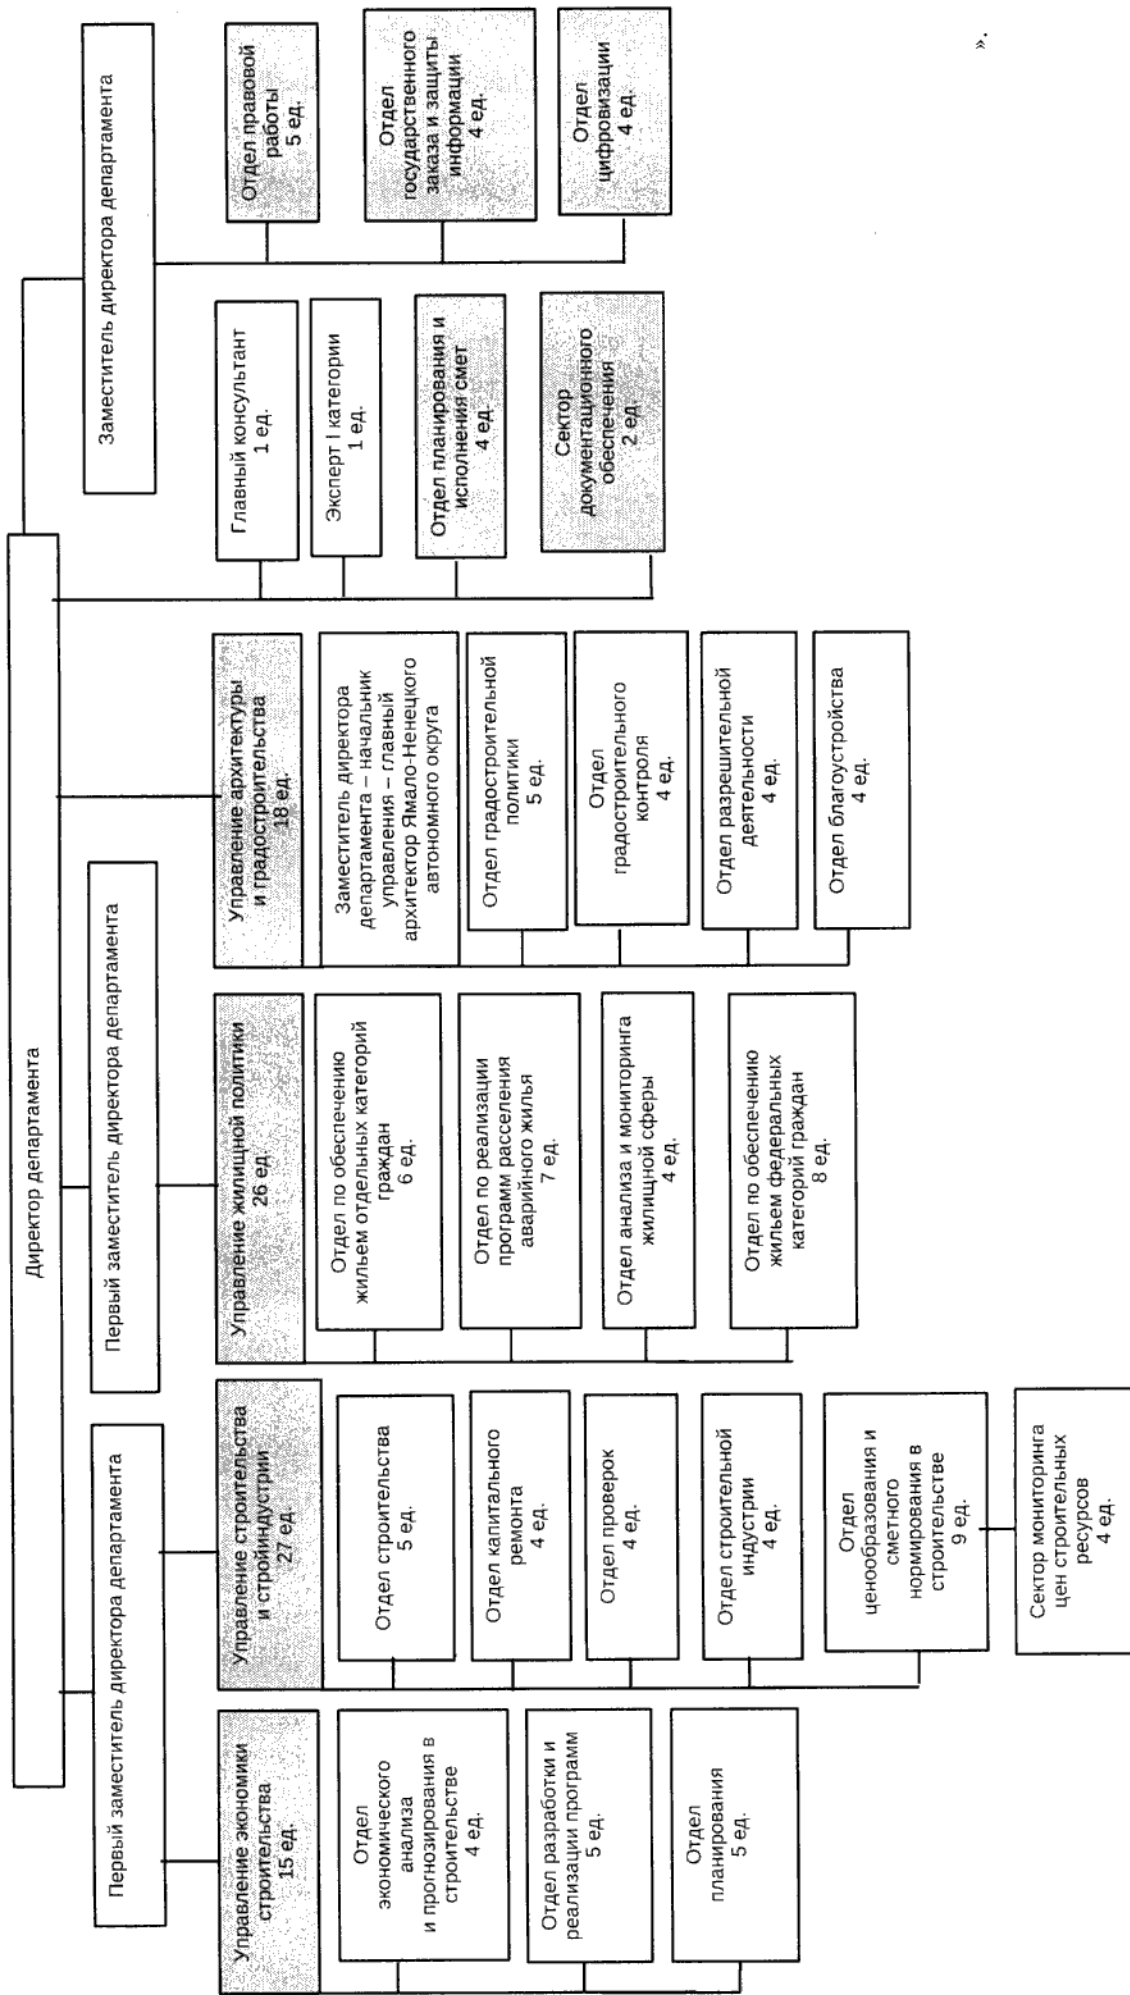 Директор департамента
Первый заместитель директора департамента
Управление экономики
строительства
15 ед.
Отдел
экономического
анализа
и прогнозирования в
строительстве
4 ед.
Отдел разработки и
реализации программ
5 ед.
Отдел
планирования
5 ед.
Управление строительства
и стройиндустрии
27 ед.
Отдел строительства
5 ед.
Отдел капитального
ремонта
4 ед.
Отдел проверок
4 ед.
Отдел строительной
индустрии
4 ед.
Отдел
ценообразования и
сметного
нормирования в
строительстве
9 ед.
Сектор мониторинга
цен строительных
ресурсов
4 ед.
Первый заместитель директора департамента
Управление жилищной политики
26 ед.
Отдел по обеспечению
жильем отдельных категорий
граждан
6 ед.
Отдел по реализации
программ расселения
аварийного жилья
7 ед.
Отдел анализа и мониторинга
жилищной сферы
4 ед.
Отдел по обеспечению
жильем федеральных
категорий граждан
8 ед.
Управление архитектуры
и градостроительства
18 ед.
Заместитель директора
департамента – начальник
управления – главный
архитектор Ямало-Ненецкого
автономного округа
Отдел градостроительной
политики
5 ед.
Отдел
градостроительного
контроля
4 ед.
Отдел разрешительной
деятельности
4 ед.
Отдел благоустройства
4 ед.
Главный консультант
1 ед.
Эксперт I категории
1 ед.
Отдел планирования и
исполнения смет
4 ед.
Сектор
документационного
обеспечения
2 ед.
Заместитель директора департамента
Отдел правовой
работы
5 ед.
Отдел
государственного
заказа и защиты
информации
4 ед.
Отдел
цифровизации
4 ед.
».